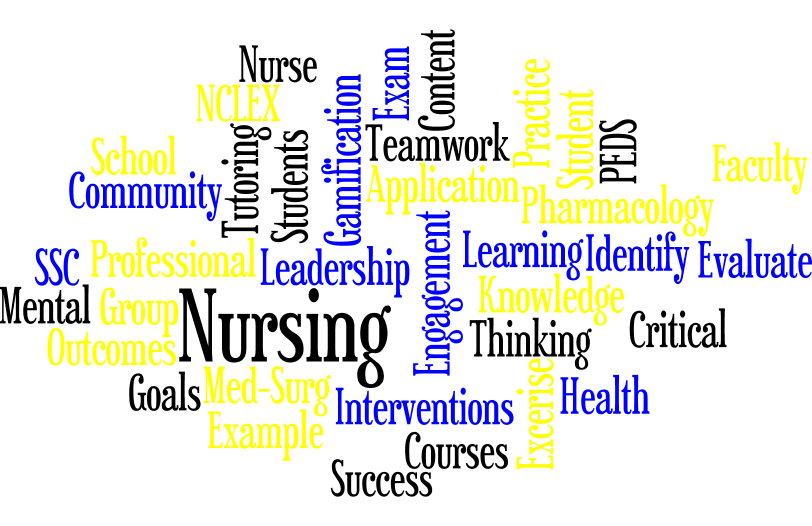 Nurse
Exam
Content
NCLEX
Practice
Student
PEDS
Tutoring
Students
Gamification
Teamwork
School
Faculty
Community
Application
Pharmacology
SSC
Professional
Leadership
Engagement
Learning
Identify
Evaluate
Mental
Group
Nursing
Knowledge
Outcomes
Thinking
Critical
Goals
Med-Surg
Interventions
Excerise
Health
Example
Courses
Success